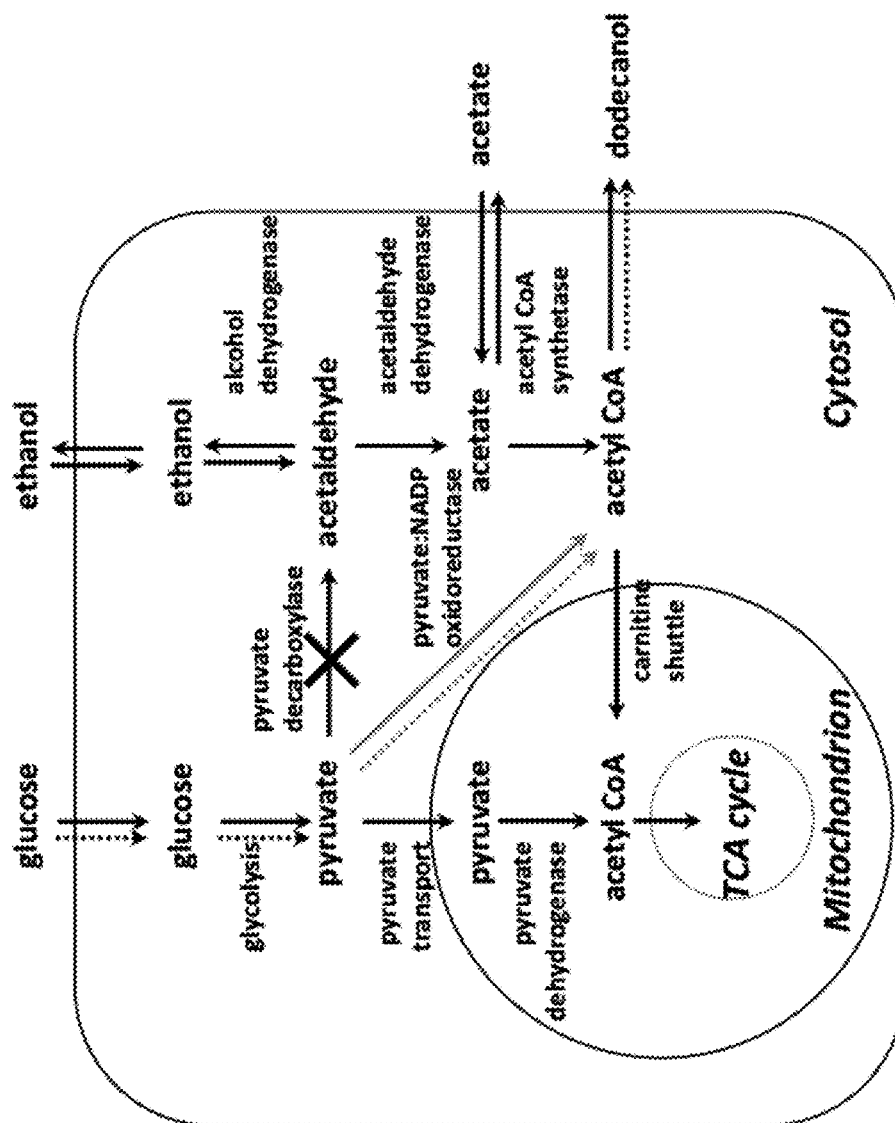 glucose
ethanol
glucose
ethanol
glycolysis
alcohol
dehydrogenase
pyruvate
decarboxylase
pyruvate
acetaldehyde
pyruvate
transport
pyruvate:NADP
oxidoreductase
acetaldehyde
dehydrogenase
pyruvate
acetate
acetate
pyruvate
dehydrogenase
acetyl CoA
synthetase
acetyl CoA
carnitine
shuttle
acetyl CoA
dodecanol
TCA cycle
Mitochondrion
Cytosol